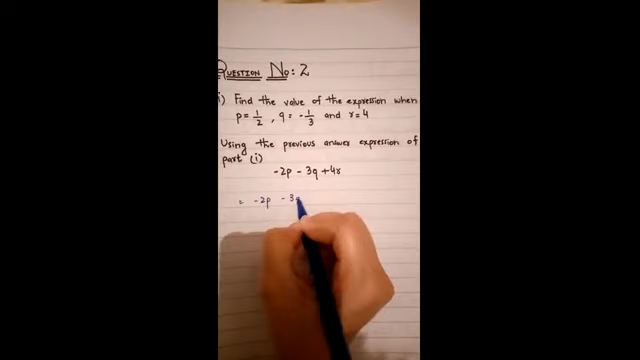 QUESTION No: 2
i) Find the value of the expression when
p = 1/2 , q = -1/3 and r = 4
Using the previous answer expression of
part (i)
-2p - 3q + 4r
= -2p - 3q